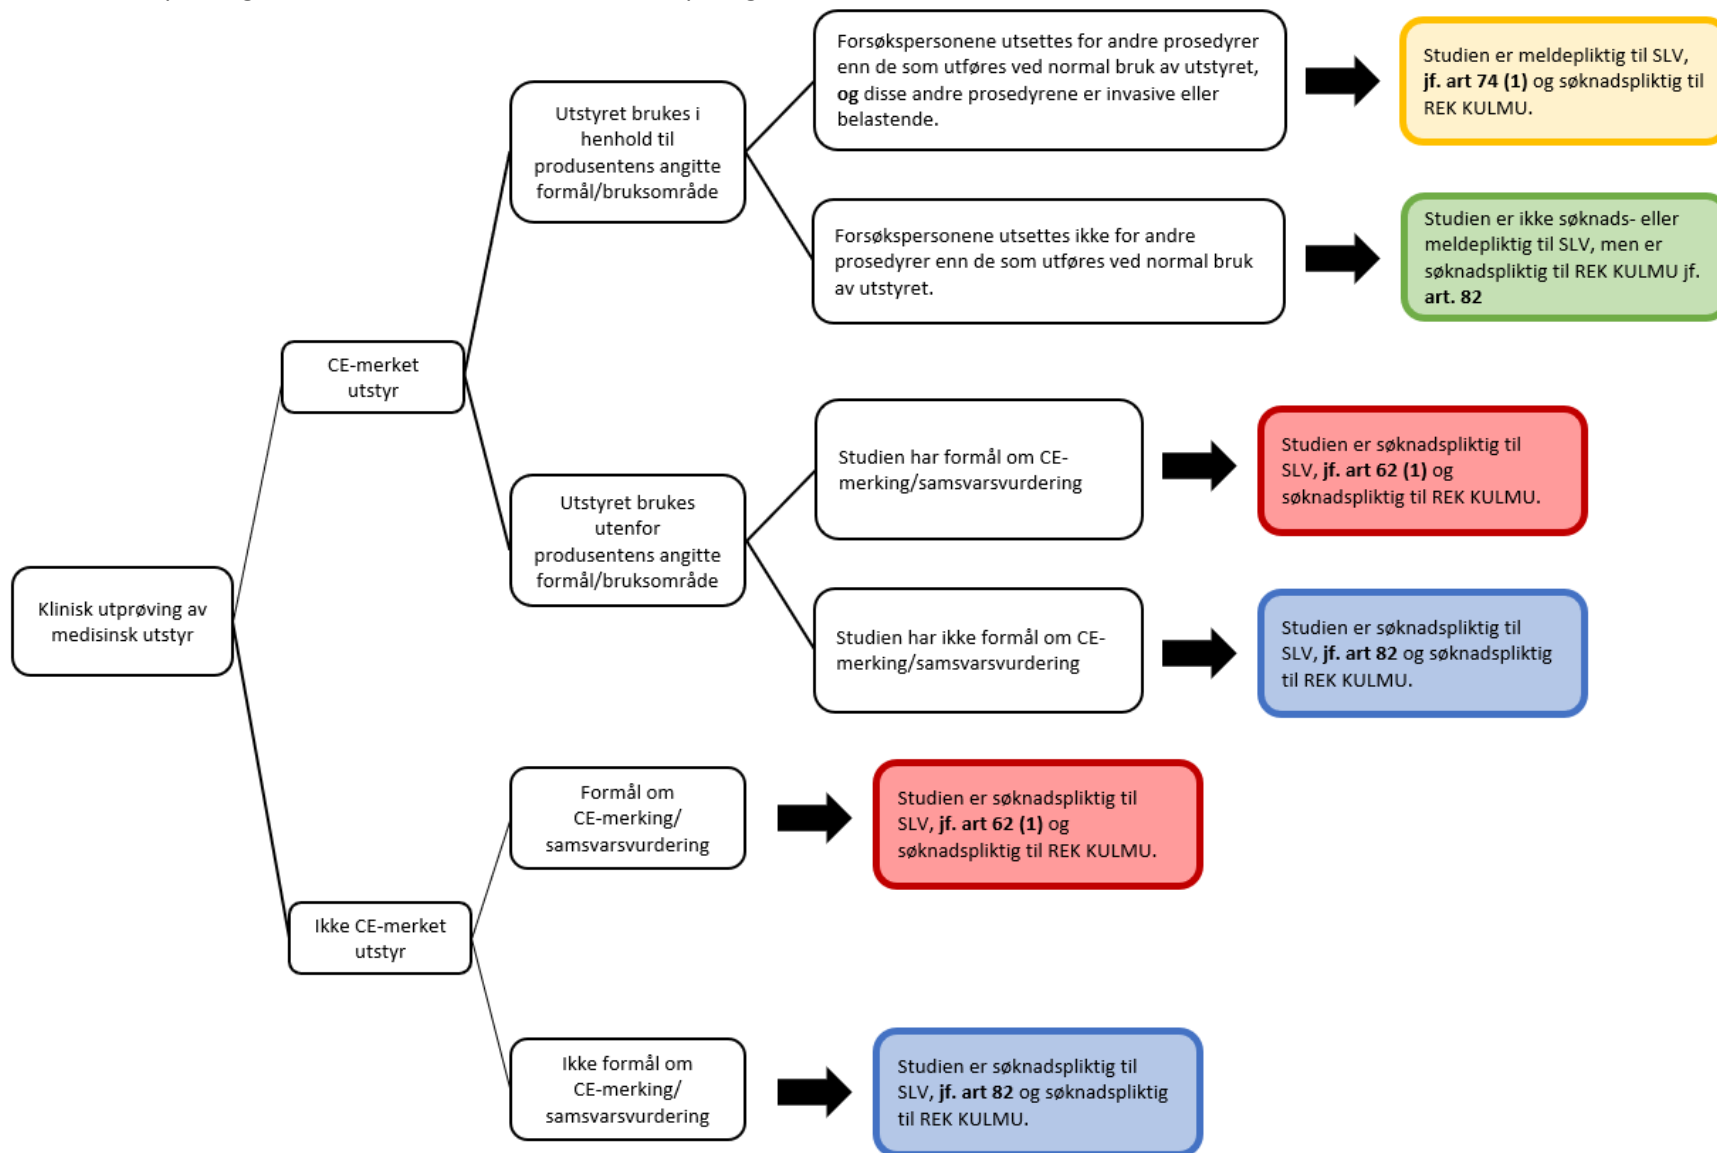 Forsøkspersonene utsettes for andre prosedyrer
enn de som utføres ved normal bruk av utstyret,
og disse andre prosedyrene er invasive eller
belastende.
Studien er meldepliktig til SLV,
jf. art 74 (1) og søknadspliktig til
REK KULMU.
Utstyret brukes i
henhold til
produsentens angitte
formål/bruksområde
Forsøkspersonene utsettes ikke for andre
prosedyrer enn de som utføres ved normal bruk
av utstyret.
Studien er ikke søknads- eller
meldepliktig til SLV, men er
søknadspliktig til REK KULMU jf.
art. 82
CE-merket
utstyr
Studien har formål om CE-
merking/samsvarsvurdering
Studien er søknadspliktig til
SLV, jf. art 62 (1) og
søknadspliktig til REK KULMU.
Utstyret brukes
utenfor
produsentens angitte
formål/bruksområde
Studien har ikke formål om CE-
merking/samsvarsvurdering
Studien er søknadspliktig til
SLV, jf. art 82 og søknadspliktig
til REK KULMU.
Klinisk utprøving av
medisinsk utstyr
Formål om
CE-merking/
samsvarsvurdering
Studien er søknadspliktig til
SLV, jf. art 62 (1) og
søknadspliktig til REK KULMU.
Ikke CE-merket
utstyr
Ikke formål om
CE-merking/
samsvarsvurdering
Studien er søknadspliktig til
SLV, jf. art 82 og søknadspliktig
til REK KULMU.